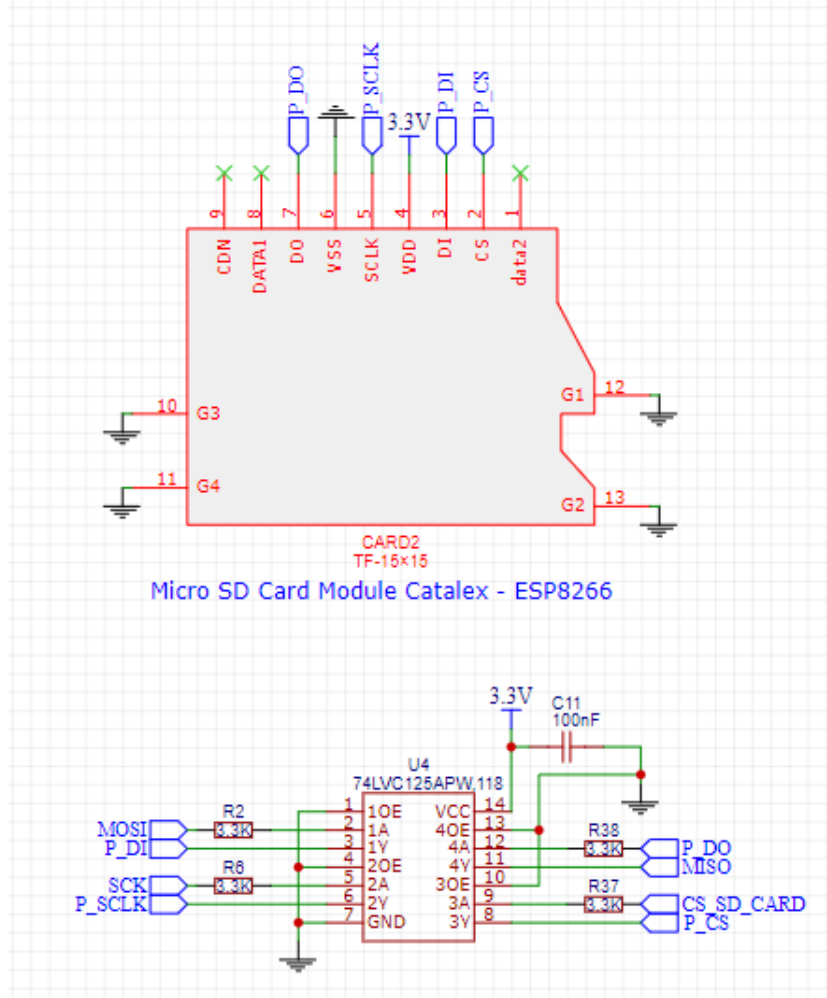 P_DO
P_SCLK
3.3V
P_DI
P_CS
9 8 7 6 5 4 3 2 1
CDN DATA1 DO VSS SCLK VDD DI CS data2
G1 12
10 G3
11 G4
G2 13
CARD2
TF-15×15
Micro SD Card Module Catalex - ESP8266
3.3V
C11
100nF
U4
74LVC125APW,118
1 1OE VCC 14
MOSI R2 3.3K 2 1A 4OE 13
P_DI 3 1Y 4A 12 R38 3.3K P_DO
4 2OE 4Y 11 MISO
SCK R6 3.3K 5 2A 3OE 10
P_SCLK 6 2Y 3A 9 R37 3.3K CS_SD_CARD
7 GND 3Y 8 P_CS